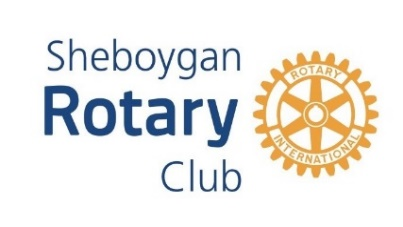 Sheboygan
Rotary
Club
ROTARY
INTERNATIONAL